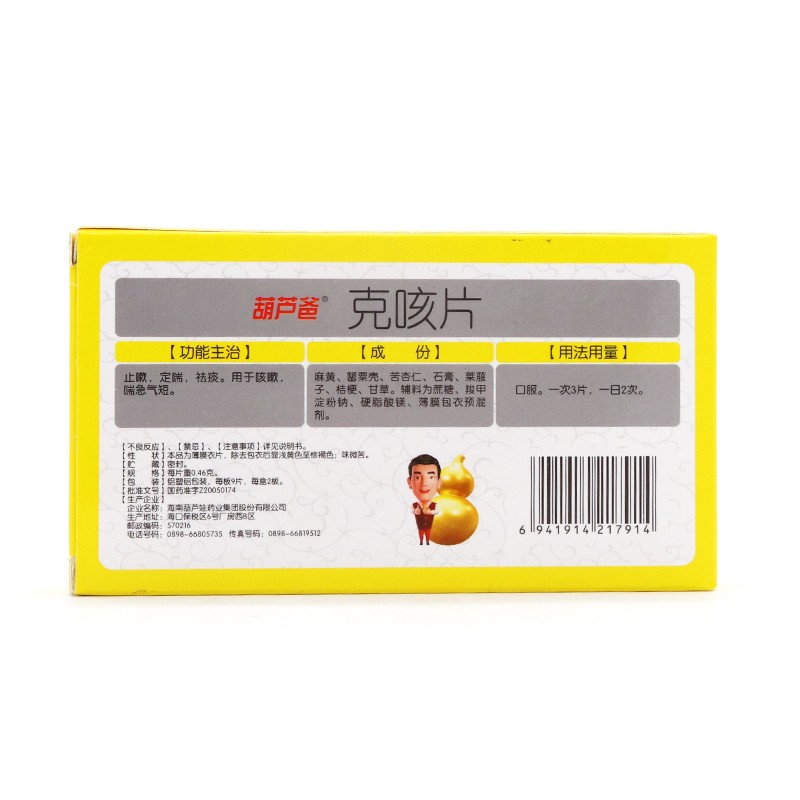 葫芦爸® 克咳片
【功能主治】
止嗽，定喘，祛痰。用于咳嗽，
喘急气短。
【成 份】
麻黄、罂粟壳、苦杏仁、石膏、莱菔
子、桔梗、甘草。辅料为蔗糖、羧甲
淀粉钠、硬脂酸镁、薄膜包衣预混
剂。
【用法用量】
口服。一次3片，一日2次。
【不良反应】、【禁忌】、【注意事项】详见说明书。
【性 状】本品为薄膜衣片，除去包衣后显浅黄色至棕褐色；味微苦。
【贮 藏】密封。
【规 格】每片重0.46克。
【包 装】铝塑铝包装，每板9片，每盒2板。
【批准文号】国药准字Z20050174
【生产企业】
企业名称：海南葫芦娃药业集团股份有限公司
生产地址：海口保税区6号厂房西B区
邮政编码：570216
电话号码：0898-66805735 传真号码：0898-66819512
6 941914 217914